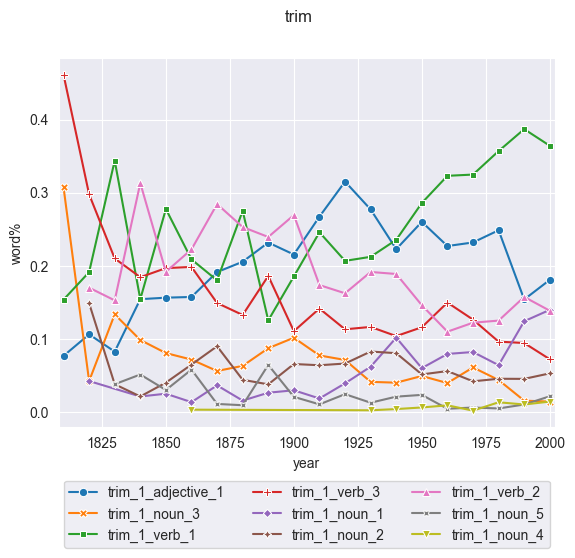 trim
word%
0.4
0.3
0.2
0.1
0.0
1825 1850 1875 1900 1925 1950 1975 2000
year
trim_1_adjective_1 trim_1_verb_3 trim_1_verb_2
trim_1_noun_3 trim_1_noun_1 trim_1_noun_5
trim_1_verb_1 trim_1_noun_2 trim_1_noun_4